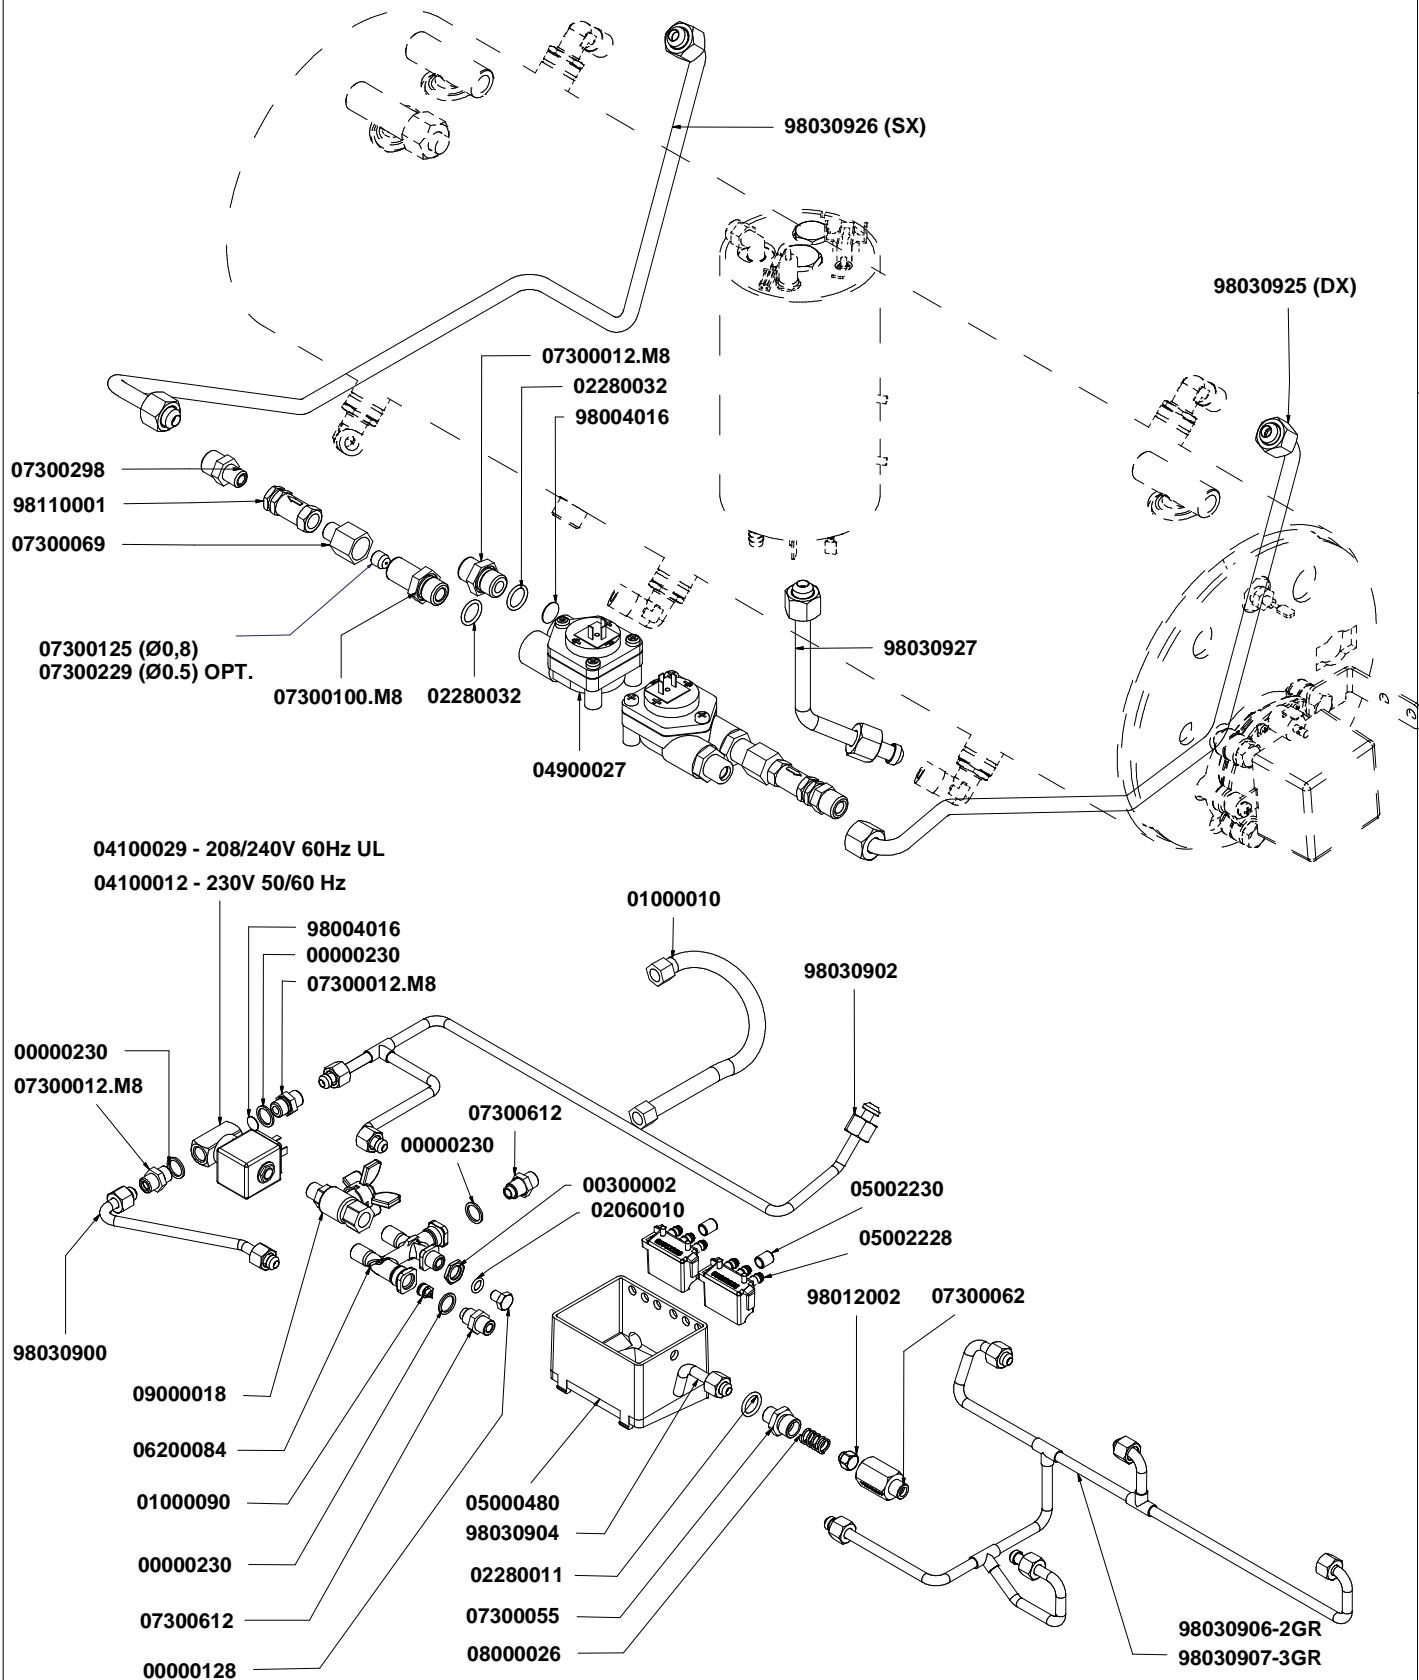 98030926 (SX)
98030925 (DX)
07300012.M8
02280032
98004016
07300298
98110001
07300069
07300125 (Ø0,8)
07300229 (Ø0.5) OPT.
07300100.M8
02280032
04900027
98030927
04100029 - 208/240V 60Hz UL
04100012 - 230V 50/60 Hz
98004016
00000230
07300012.M8
01000010
98030902
00000230
07300012.M8
07300612
00000230
00300002
02060010
05002230
05002228
98012002
07300062
98030900
09000018
06200084
01000090
00000230
07300612
00000128
05000480
98030904
02280011
07300055
08000026
98030906-2GR
98030907-3GR